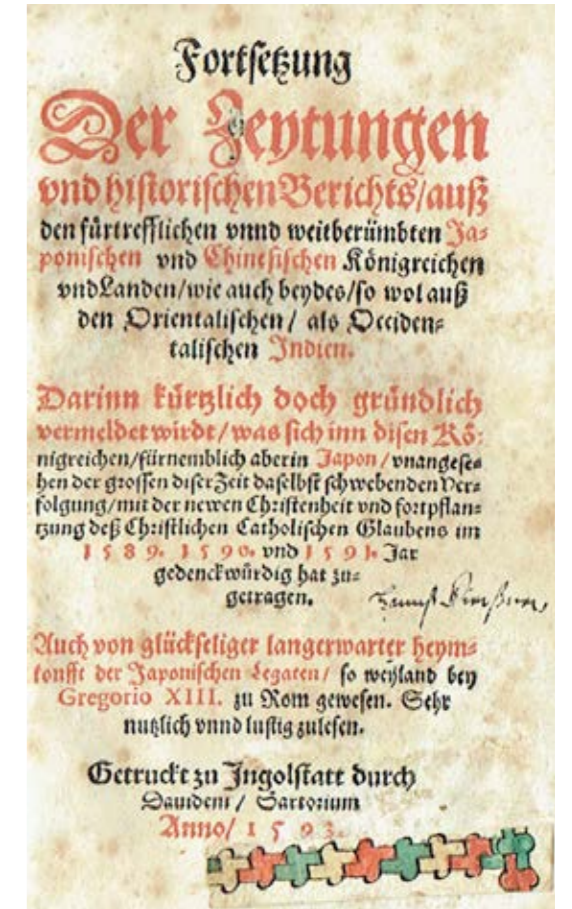 Fortsetzung
Der Zeytungen
vnd historischen Berichts/auß
den fürtrefflichen vnnd weitberümbten Ja⸗
ponischen vnd Chinesischen Königreichen
vnd Landen/wie auch beydes/so wol auß
den Orientalischen/ als Occiden⸗
talischen Indien.
Darinn kürtzlich doch gründlich
vermeldet wirdt/was sich inn disen Kö⸗
nigreichen/fürnemblich aber in Japon/vnangese⸗
hen der grossen diser Zeit daselbst schwebenden Ver⸗
folgung/mit der newen Christenheit vnd fortpflan⸗
tzung deß Christlichen Catholischen Glaubens im
1589. 1590. vnd 1591. Jar
gedenckwürdig hat zu⸗
getragen.
Auch von glückseliger langerwarter heym⸗
konfft der Japonischen Legaten/ so weyland bey
Gregorio XIII. zu Rom gewesen. Sehr
nutzlich vnnd lustig zulesen.
Getruckt zu Ingolstatt durch
Dauidem / Sartorium
Anno/ 1593.